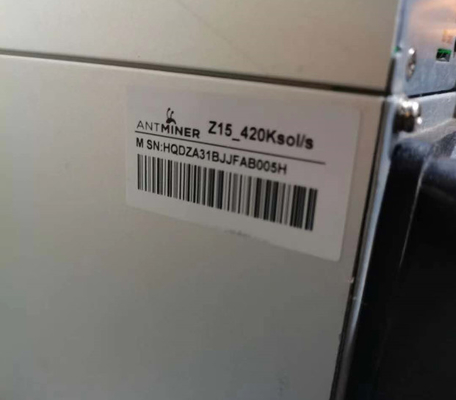 ANTMINER Z15_420Ksol/s
M SN:HQDZA31BJJFAB005H